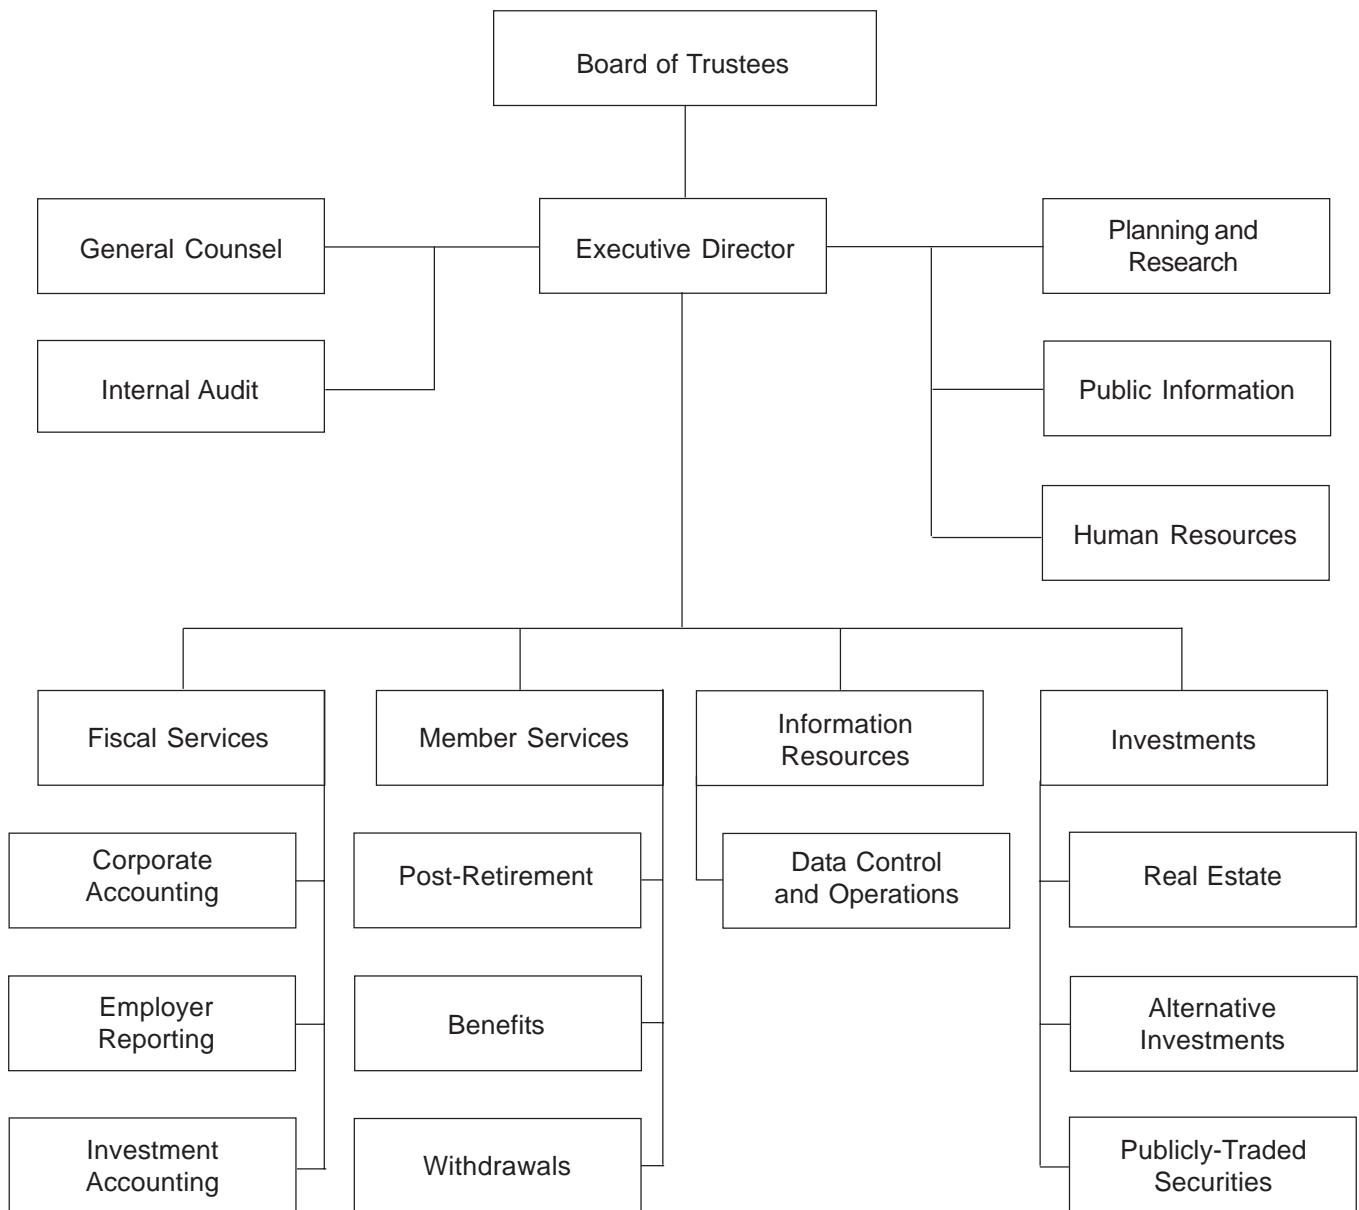 Board of Trustees
General Counsel
Executive Director
Planning and
Research
Internal Audit
Public Information
Human Resources
Fiscal Services
Member Services
Information
Resources
Investments
Corporate
Accounting
Post-Retirement
Data Control
and Operations
Real Estate
Employer
Reporting
Benefits
Alternative
Investments
Investment
Accounting
Withdrawals
Publicly-Traded
Securities